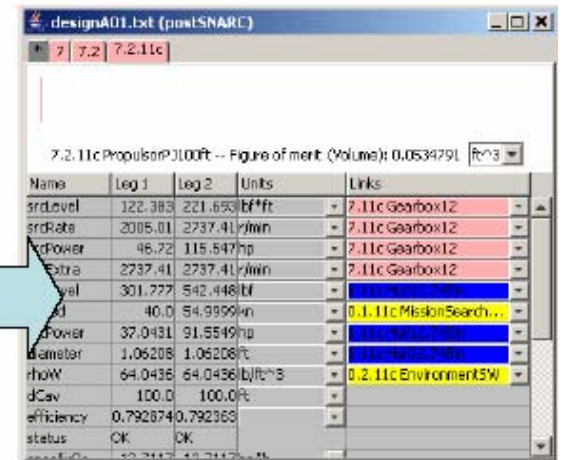 designA01.txt (postSNARC)
* 7 7.2 7.2.11c
7.2.11c PropulsorPJ100ft -- Figure of merit (Volume): 0.0534791 ft^3
Name Leg 1 Leg 2 Units Links
srcLevel 122.383 221.693 lbf*ft 7.11c Gearbox12
srcRate 2005.01 2737.41 r/min 7.11c Gearbox12
46.72 115.547 hp 7.11c Gearbox12
2737.41 2737.41 r/min 7.11c Gearbox12
301.777 542.448 lbf
40.0 54.9999 kn 0.1.11c MissionSearch...
37.0431 91.5549 hp
1.06208 1.06208 ft
rhoW 64.0436 64.0436 lb/ft^3 0.2.11c EnvironmentSW
dCav 100.0 100.0 ft
efficiency 0.792874 0.792363
status OK OK